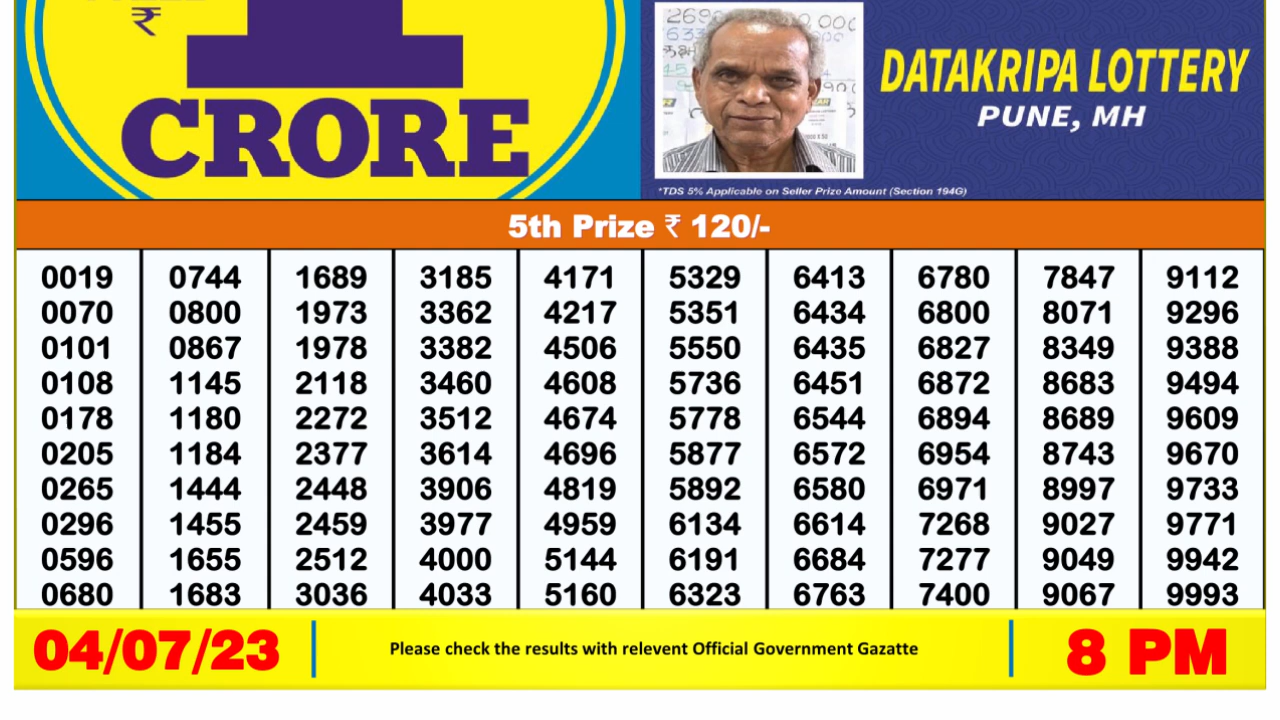 ₹
1
CRORE
DATAKRIPA LOTTERY
PUNE, MH
*TDS 5% Applicable on Seller Prize Amount (Section 194G)
5th Prize ₹ 120/-
0019 0744 1689 3185 4171 5329 6413 6780 7847 9112
0070 0800 1973 3362 4217 5351 6434 6800 8071 9296
0101 0867 1978 3382 4506 5550 6435 6827 8349 9388
0108 1145 2118 3460 4608 5736 6451 6872 8683 9494
0178 1180 2272 3512 4674 5778 6544 6894 8689 9609
0205 1184 2377 3614 4696 5877 6572 6954 8743 9670
0265 1444 2448 3906 4819 5892 6580 6971 8997 9733
0296 1455 2459 3977 4959 6134 6614 7268 9027 9771
0596 1655 2512 4000 5144 6191 6684 7277 9049 9942
0680 1683 3036 4033 5160 6323 6763 7400 9067 9993
04/07/23
Please check the results with relevent Official Government Gazatte
8 PM